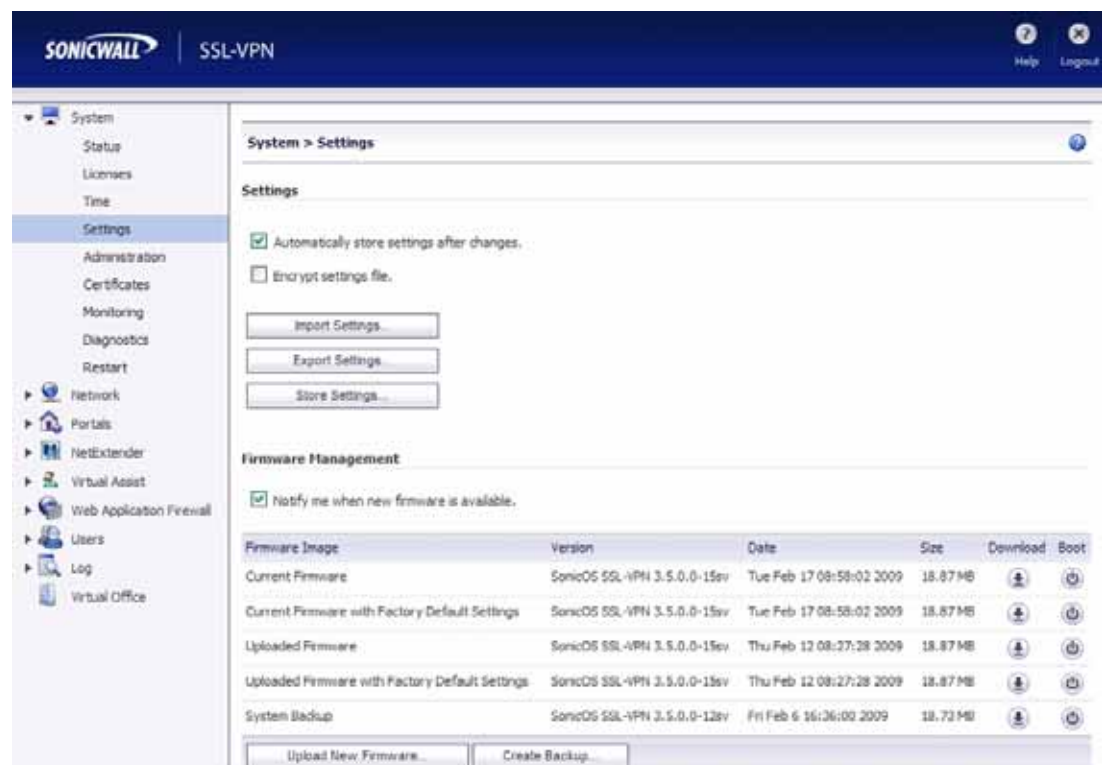 SONICWALL SSL-VPN
Help Logout
System
Status
Licenses
Time
Settings
Administration
Certificates
Monitoring
Diagnostics
Restart
Network
Portals
NetExtender
Virtual Assist
Web Application Firewall
Users
Log
Virtual Office
System > Settings
Settings
Automatically store settings after changes.
Encrypt settings file.
Import Settings...
Export Settings...
Store Settings...
Firmware Management
Notify me when new firmware is available.
Firmware Image Version Date Size Download Boot
Current Firmware SonicOS SSL-VPN 3.5.0.0-15sv Tue Feb 17 08:58:02 2009 18.87 MB
Current Firmware with Factory Default Settings SonicOS SSL-VPN 3.5.0.0-15sv Tue Feb 17 08:58:02 2009 18.87 MB
Uploaded Firmware SonicOS SSL-VPN 3.5.0.0-15sv Thu Feb 12 08:27:28 2009 18.87 MB
Uploaded Firmware with Factory Default Settings SonicOS SSL-VPN 3.5.0.0-15sv Thu Feb 12 08:27:28 2009 18.87 MB
System Backup SonicOS SSL-VPN 3.5.0.0-12sv Fri Feb 6 16:36:00 2009 18.72 MB
Upload New Firmware... Create Backup...